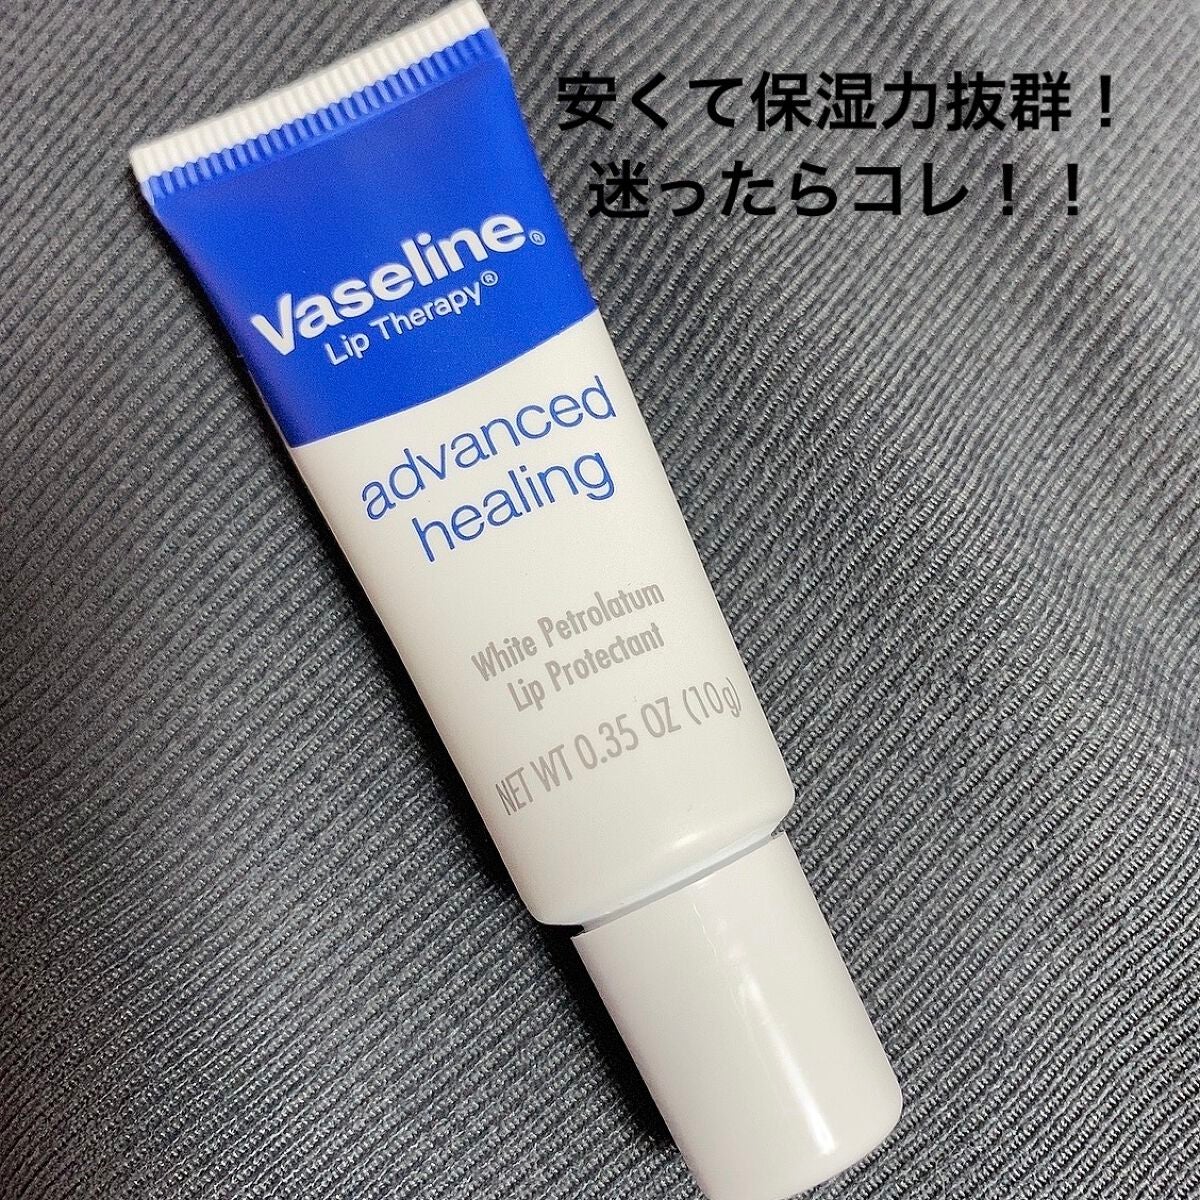 安くて保湿力抜群！
迷ったらコレ！！
Vaseline®
Lip Therapy®
advanced
healing
White Petrolatum
Lip Protectant
NET WT 0.35 OZ (10g)